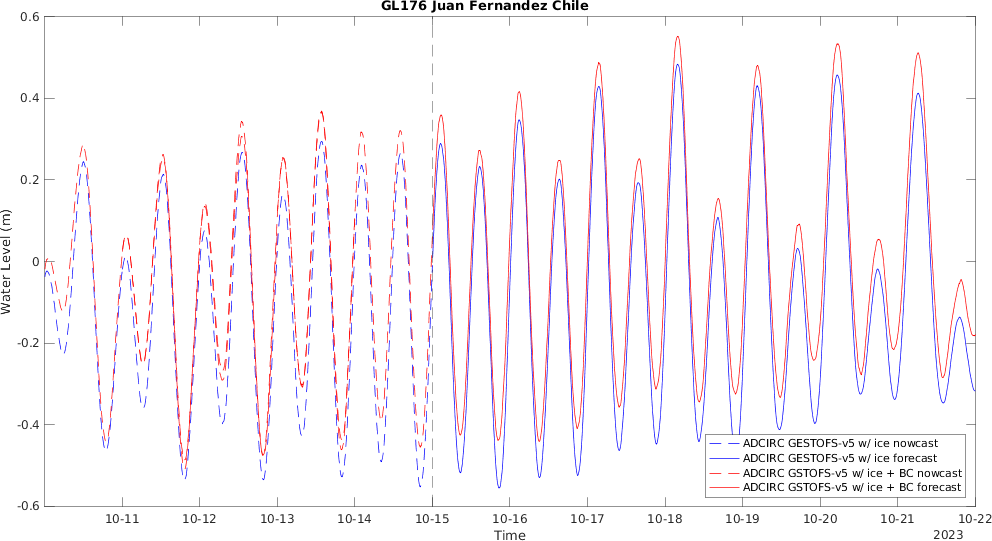 GL176 Juan Fernandez Chile
0.6
0.4
0.2
0
-0.2
-0.4
-0.6
Water Level (m)
ADCIRC GESTOFS-v5 w/ ice nowcast
ADCIRC GESTOFS-v5 w/ ice forecast
ADCIRC GSTOFS-v5 w/ ice + BC nowcast
ADCIRC GSTOFS-v5 w/ ice + BC forecast
10-11 10-12 10-13 10-14 10-15 10-16 10-17 10-18 10-19 10-20 10-21 10-22
Time
2023